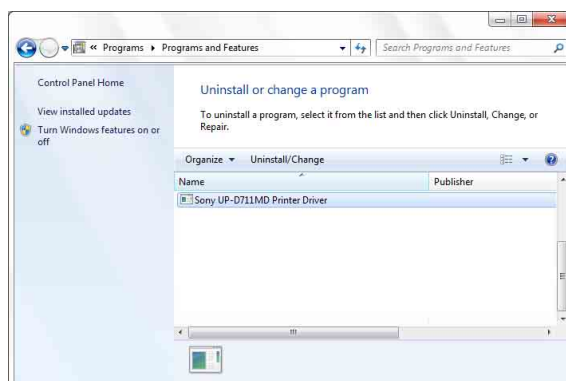 « Programs ▸ Programs and Features
Search Programs and Features
Control Panel Home
View installed updates
Turn Windows features on or
off
Uninstall or change a program
To uninstall a program, select it from the list and then click Uninstall, Change, or
Repair.
Organize Uninstall/Change
Name Publisher
Sony UP-D711MD Printer Driver